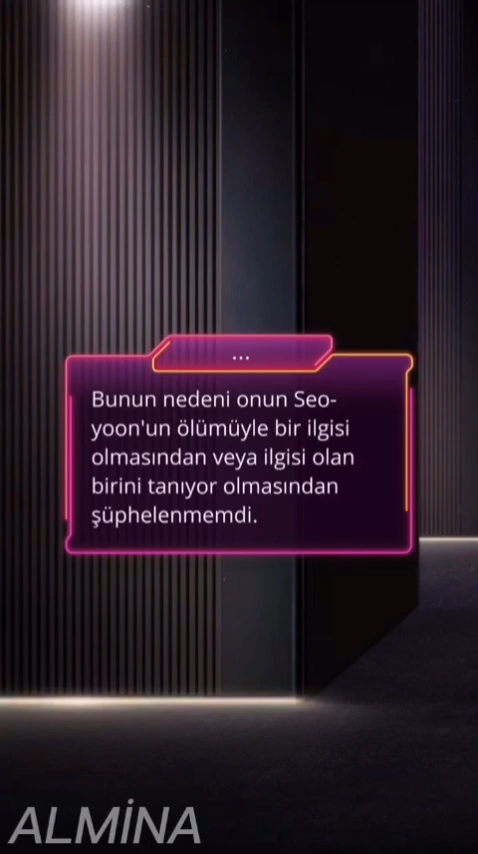 ...
Bunun nedeni onun Seo-
yoon'un ölümüyle bir ilgisi
olmasından veya ilgisi olan
birini tanıyor olmasından
şüphelenmemdi.
ALMİNA